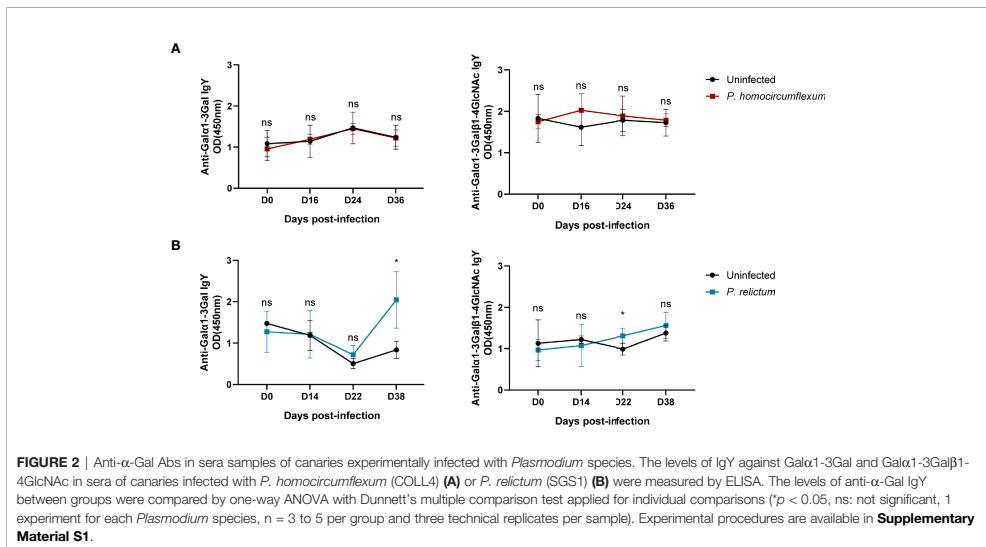 A
Anti-Galα1-3Gal IgY
OD(450nm)
3
2
1
0
ns
ns
ns
ns
D0
D16
D24
D36
Days post-infection
Anti-Galα1-3Galβ1-4GlcNAc IgY
OD(450nm)
3
2
1
0
ns
ns
ns
ns
D0
D16
D24
D36
Days post-infection
Uninfected
P. homocircumflexum
B
Anti-Galα1-3Gal IgY
OD(450nm)
3
2
1
0
ns
ns
ns
*
D0
D14
D22
D38
Days post-infection
Anti-Galα1-3Galβ1-4GlcNAc IgY
OD(450nm)
3
2
1
0
ns
ns
*
ns
D0
D14
D22
D38
Days post-infection
Uninfected
P. relictum
FIGURE 2 | Anti-α-Gal Abs in sera samples of canaries experimentally infected with Plasmodium species. The levels of IgY against Galα1-3Gal and Galα1-3Galβ1-
4GlcNAc in sera of canaries infected with P. homocircumflexum (COLL4) (A) or P. relictum (SGS1) (B) were measured by ELISA. The levels of anti-α-Gal IgY
between groups were compared by one-way ANOVA with Dunnett's multiple comparison test applied for individual comparisons (*p < 0.05, ns: not significant, 1
experiment for each Plasmodium species, n = 3 to 5 per group and three technical replicates per sample). Experimental procedures are available in Supplementary
Material S1.